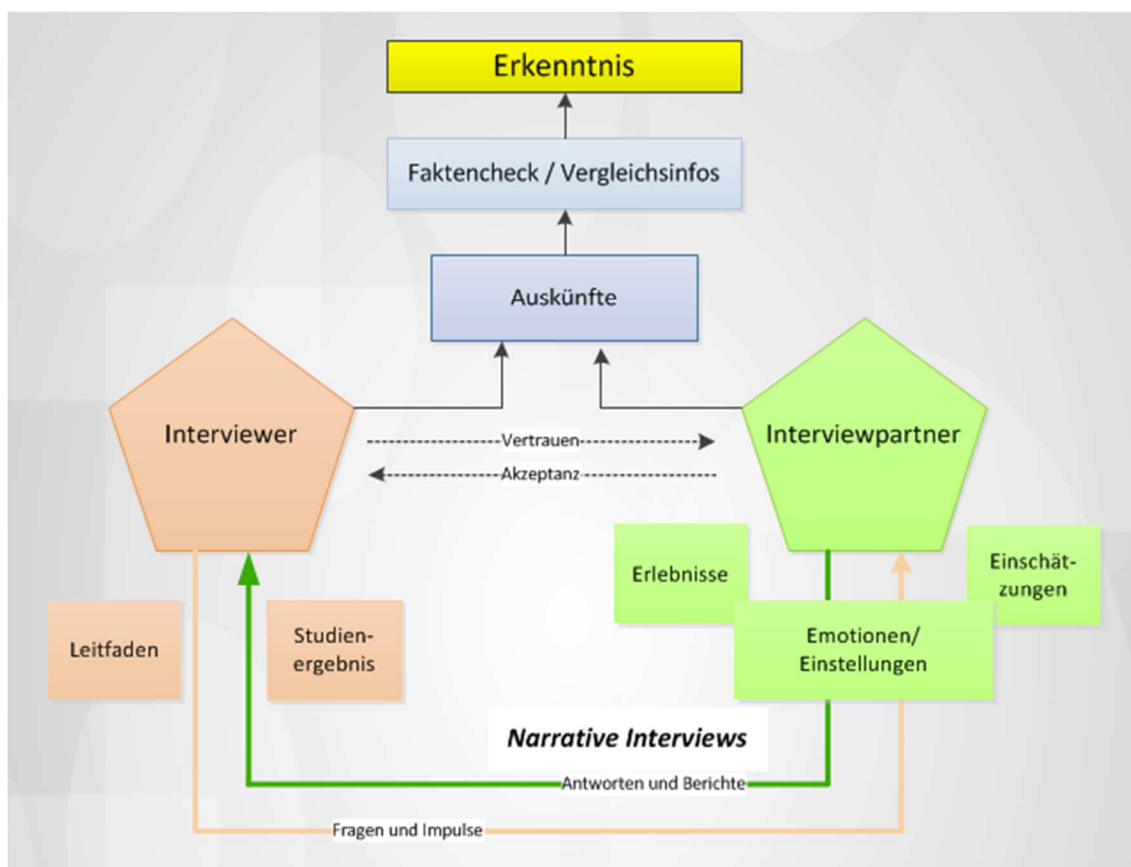 Erkenntnis
Faktencheck / Vergleichsinfos
Auskünfte
Interviewer
Interviewpartner
Vertrauen
Akzeptanz
Erlebnisse
Einschät-
zungen
Leitfaden
Studien-
ergebnis
Emotionen/
Einstellungen
Narrative Interviews
Antworten und Berichte
Fragen und Impulse